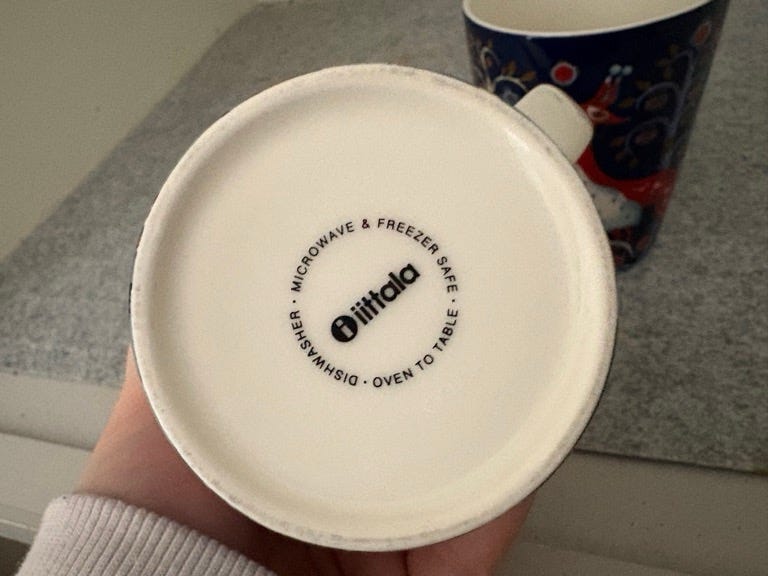 MICROWAVE & FREEZER SAFE · OVEN TO TABLE · DISHWASHER ·
i iittala